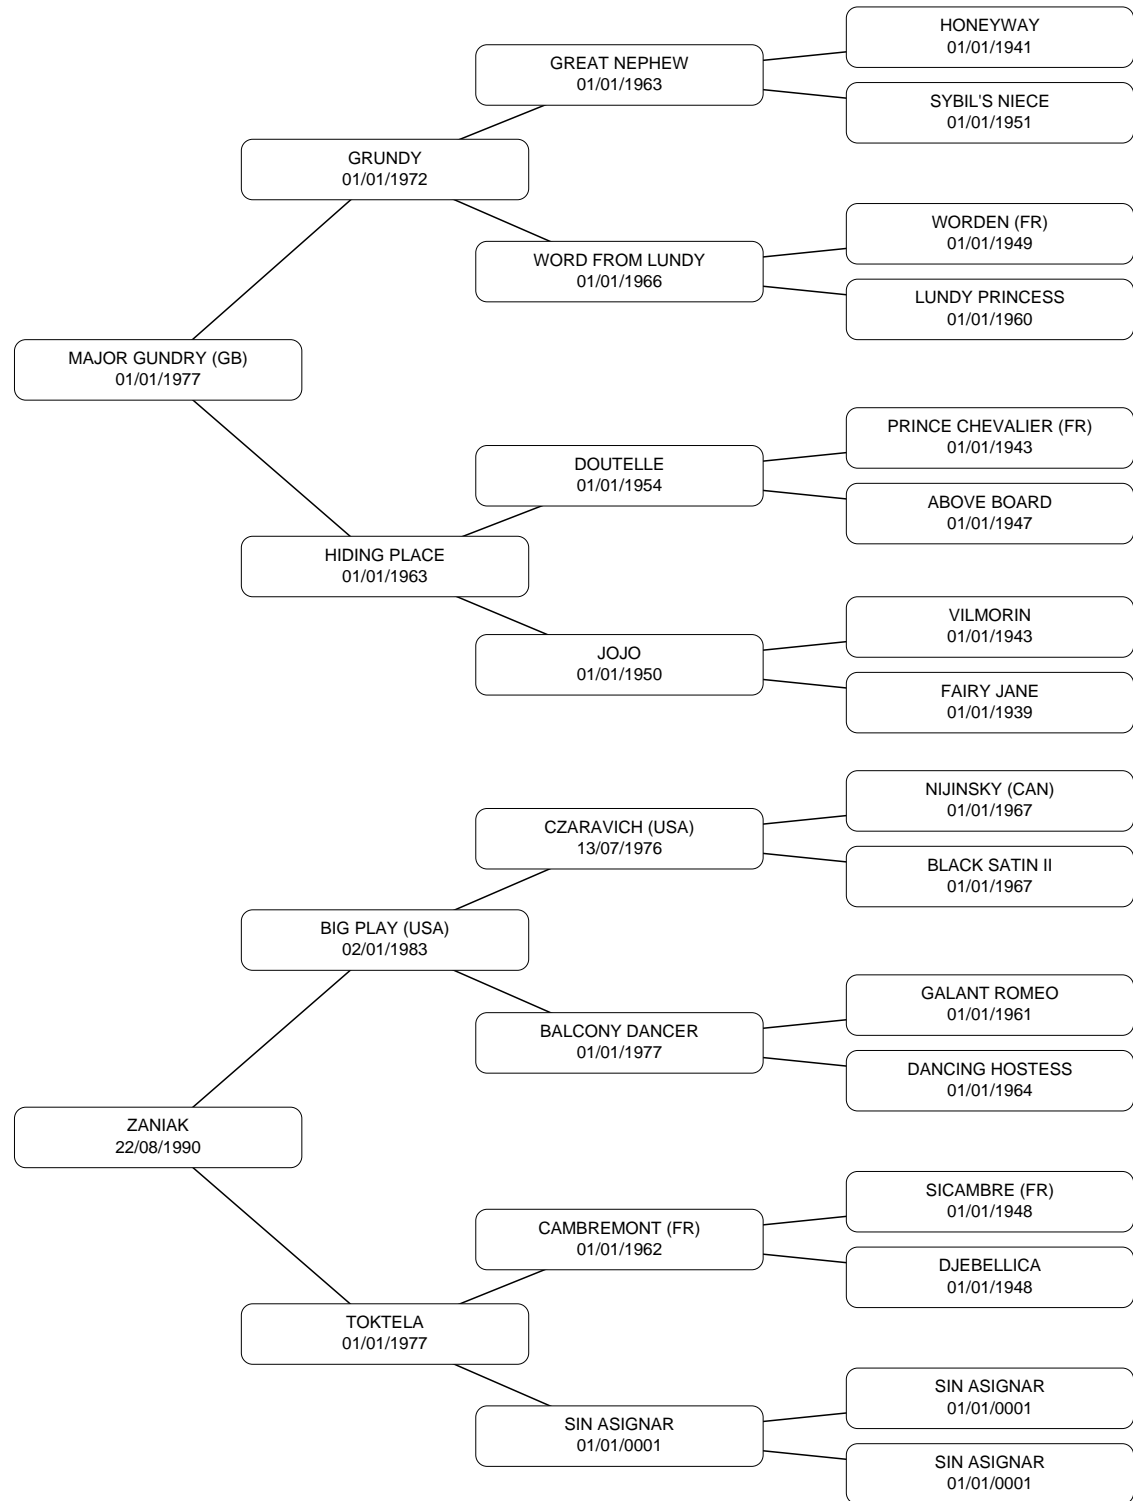 HONEYWAY
01/01/1941
GREAT NEPHEW
01/01/1963
SYBIL'S NIECE
01/01/1951
GRUNDY
01/01/1972
WORDEN (FR)
01/01/1949
WORD FROM LUNDY
01/01/1966
LUNDY PRINCESS
01/01/1960
MAJOR GUNDRY (GB)
01/01/1977
PRINCE CHEVALIER (FR)
01/01/1943
DOUTELLE
01/01/1954
ABOVE BOARD
01/01/1947
HIDING PLACE
01/01/1963
VILMORIN
01/01/1943
JOJO
01/01/1950
FAIRY JANE
01/01/1939
NIJINSKY (CAN)
01/01/1967
CZARAVICH (USA)
13/07/1976
BLACK SATIN II
01/01/1967
BIG PLAY (USA)
02/01/1983
GALANT ROMEO
01/01/1961
BALCONY DANCER
01/01/1977
DANCING HOSTESS
01/01/1964
ZANIAK
22/08/1990
SICAMBRE (FR)
01/01/1948
CAMBREMONT (FR)
01/01/1962
DJEBELLICA
01/01/1948
TOKTELA
01/01/1977
SIN ASIGNAR
01/01/0001
SIN ASIGNAR
01/01/0001
SIN ASIGNAR
01/01/0001